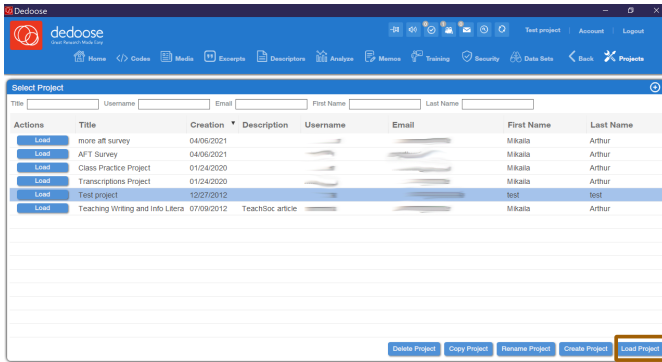 Dedoose
dedoose
Great Research Made Easy
Test project | Account | Logout
Home </> Codes Media Excerpts Descriptors Analyze Memos Training Security Data Sets Back Projects
Select Project
Title Username Email First Name Last Name
Actions Title Creation Description Username Email First Name Last Name
Load more aft survey 04/06/2021 Mikaila Arthur
Load AFT Survey 04/06/2021 Mikaila Arthur
Load Class Practice Project 01/24/2020 Mikaila Arthur
Load Transcriptions Project 01/24/2020 Mikaila Arthur
Load Test project 12/27/2012 test test
Load Teaching Writing and Info Litera 07/09/2012 TeachSoc article Mikaila Arthur
Delete Project Copy Project Rename Project Create Project Load Project